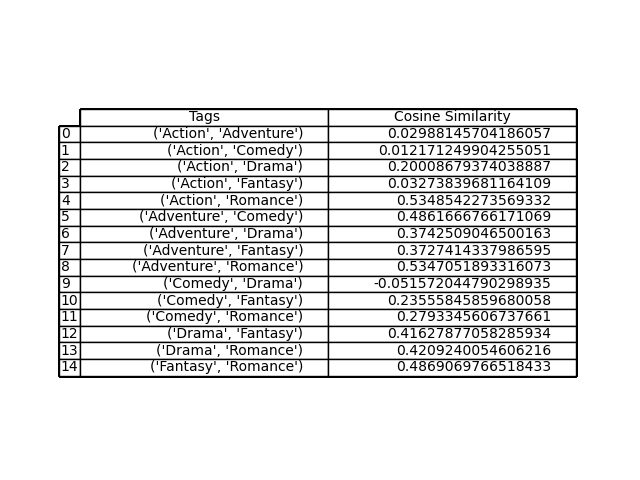 Tags Cosine Similarity
0 ('Action', 'Adventure') 0.02988145704186057
1 ('Action', 'Comedy') 0.012171249904255051
2 ('Action', 'Drama') 0.20008679374038887
3 ('Action', 'Fantasy') 0.03273839681164109
4 ('Action', 'Romance') 0.5348542273569332
5 ('Adventure', 'Comedy') 0.4861666766171069
6 ('Adventure', 'Drama') 0.3742509046500163
7 ('Adventure', 'Fantasy') 0.3727414337986595
8 ('Adventure', 'Romance') 0.5347051893316073
9 ('Comedy', 'Drama') -0.051572044790298935
10 ('Comedy', 'Fantasy') 0.23555845859680058
11 ('Comedy', 'Romance') 0.2793345606737661
12 ('Drama', 'Fantasy') 0.41627877058285934
13 ('Drama', 'Romance') 0.4209240054606216
14 ('Fantasy', 'Romance') 0.4869069766518433